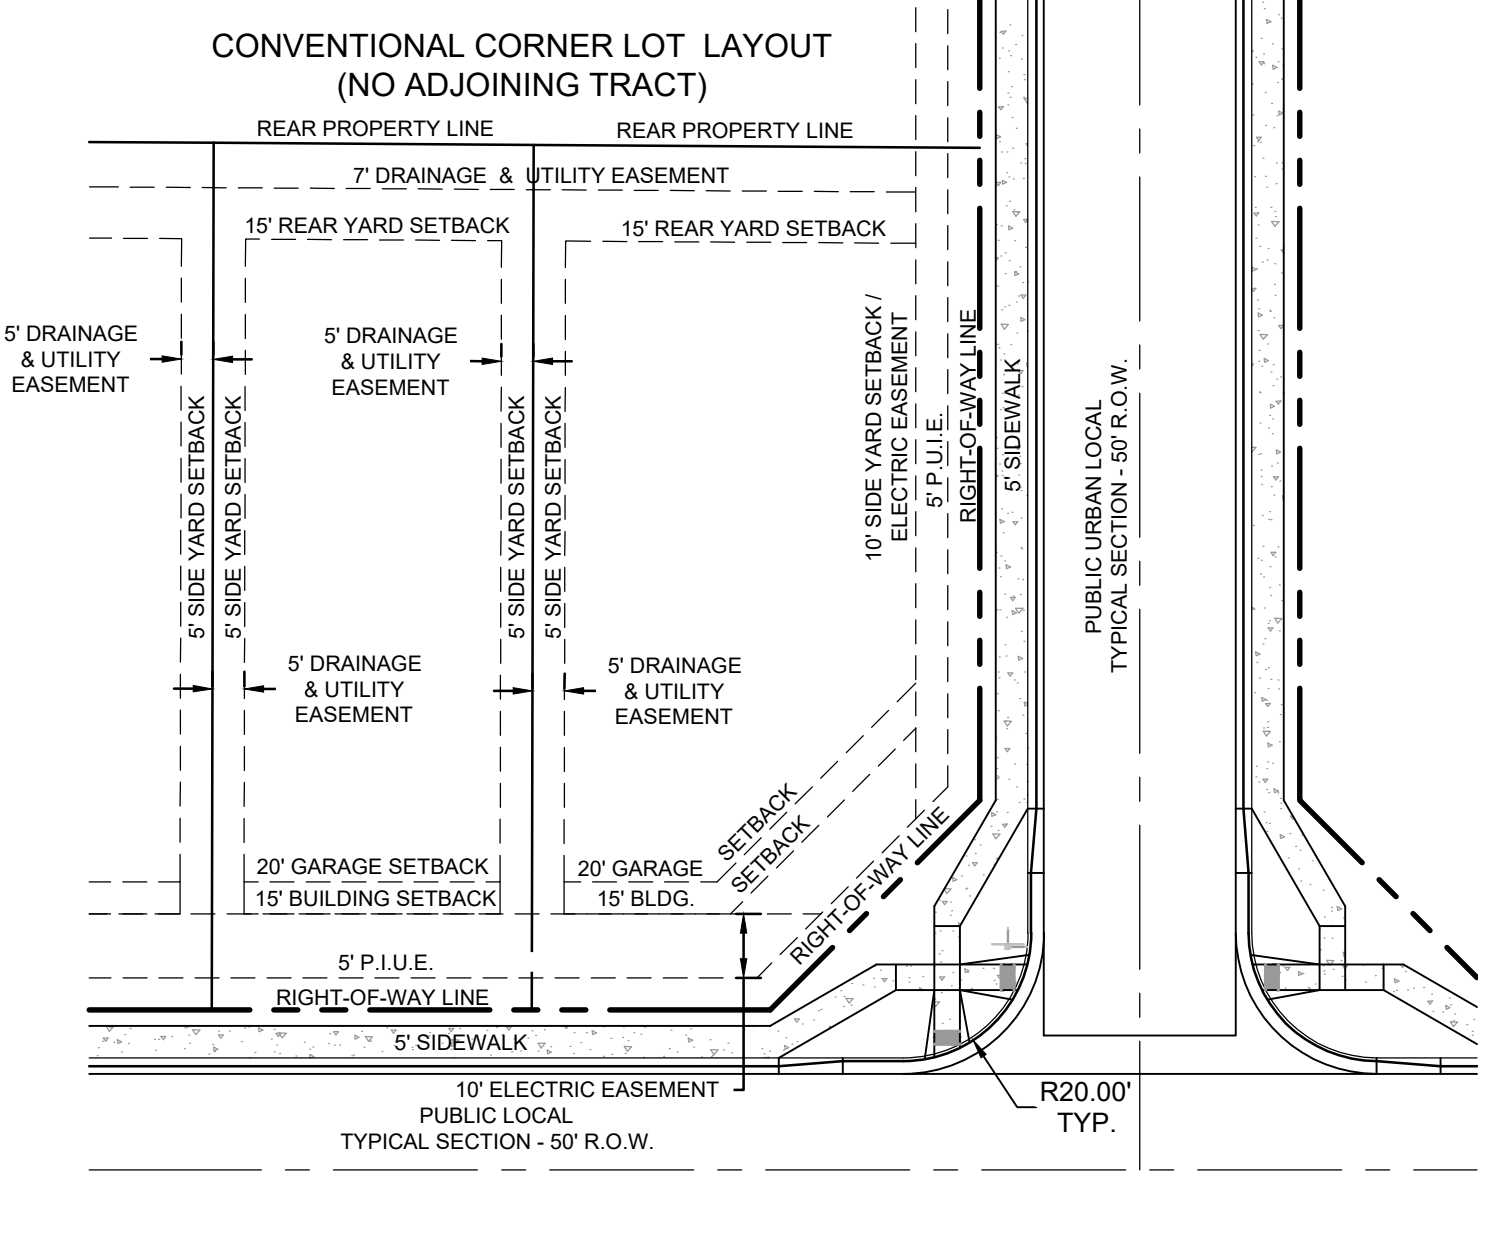 CONVENTIONAL CORNER LOT LAYOUT
(NO ADJOINING TRACT)
REAR PROPERTY LINE
REAR PROPERTY LINE
7' DRAINAGE & UTILITY EASEMENT
15' REAR YARD SETBACK
15' REAR YARD SETBACK
5' DRAINAGE
& UTILITY
EASEMENT
5' DRAINAGE
& UTILITY
EASEMENT
5' SIDE YARD SETBACK
5' SIDE YARD SETBACK
5' SIDE YARD SETBACK
5' SIDE YARD SETBACK
10' SIDE YARD SETBACK /
ELECTRIC EASEMENT
5' P.U.I.E.
RIGHT-OF-WAY LINE
5' SIDEWALK
PUBLIC URBAN LOCAL
TYPICAL SECTION - 50' R.O.W.
5' DRAINAGE
& UTILITY
EASEMENT
5' DRAINAGE
& UTILITY
EASEMENT
20' GARAGE SETBACK
15' BUILDING SETBACK
20' GARAGE
SETBACK
15' BLDG.
SETBACK
RIGHT-OF-WAY LINE
5' P.I.U.E.
RIGHT-OF-WAY LINE
5' SIDEWALK
10' ELECTRIC EASEMENT
PUBLIC LOCAL
TYPICAL SECTION - 50' R.O.W.
R20.00'
TYP.